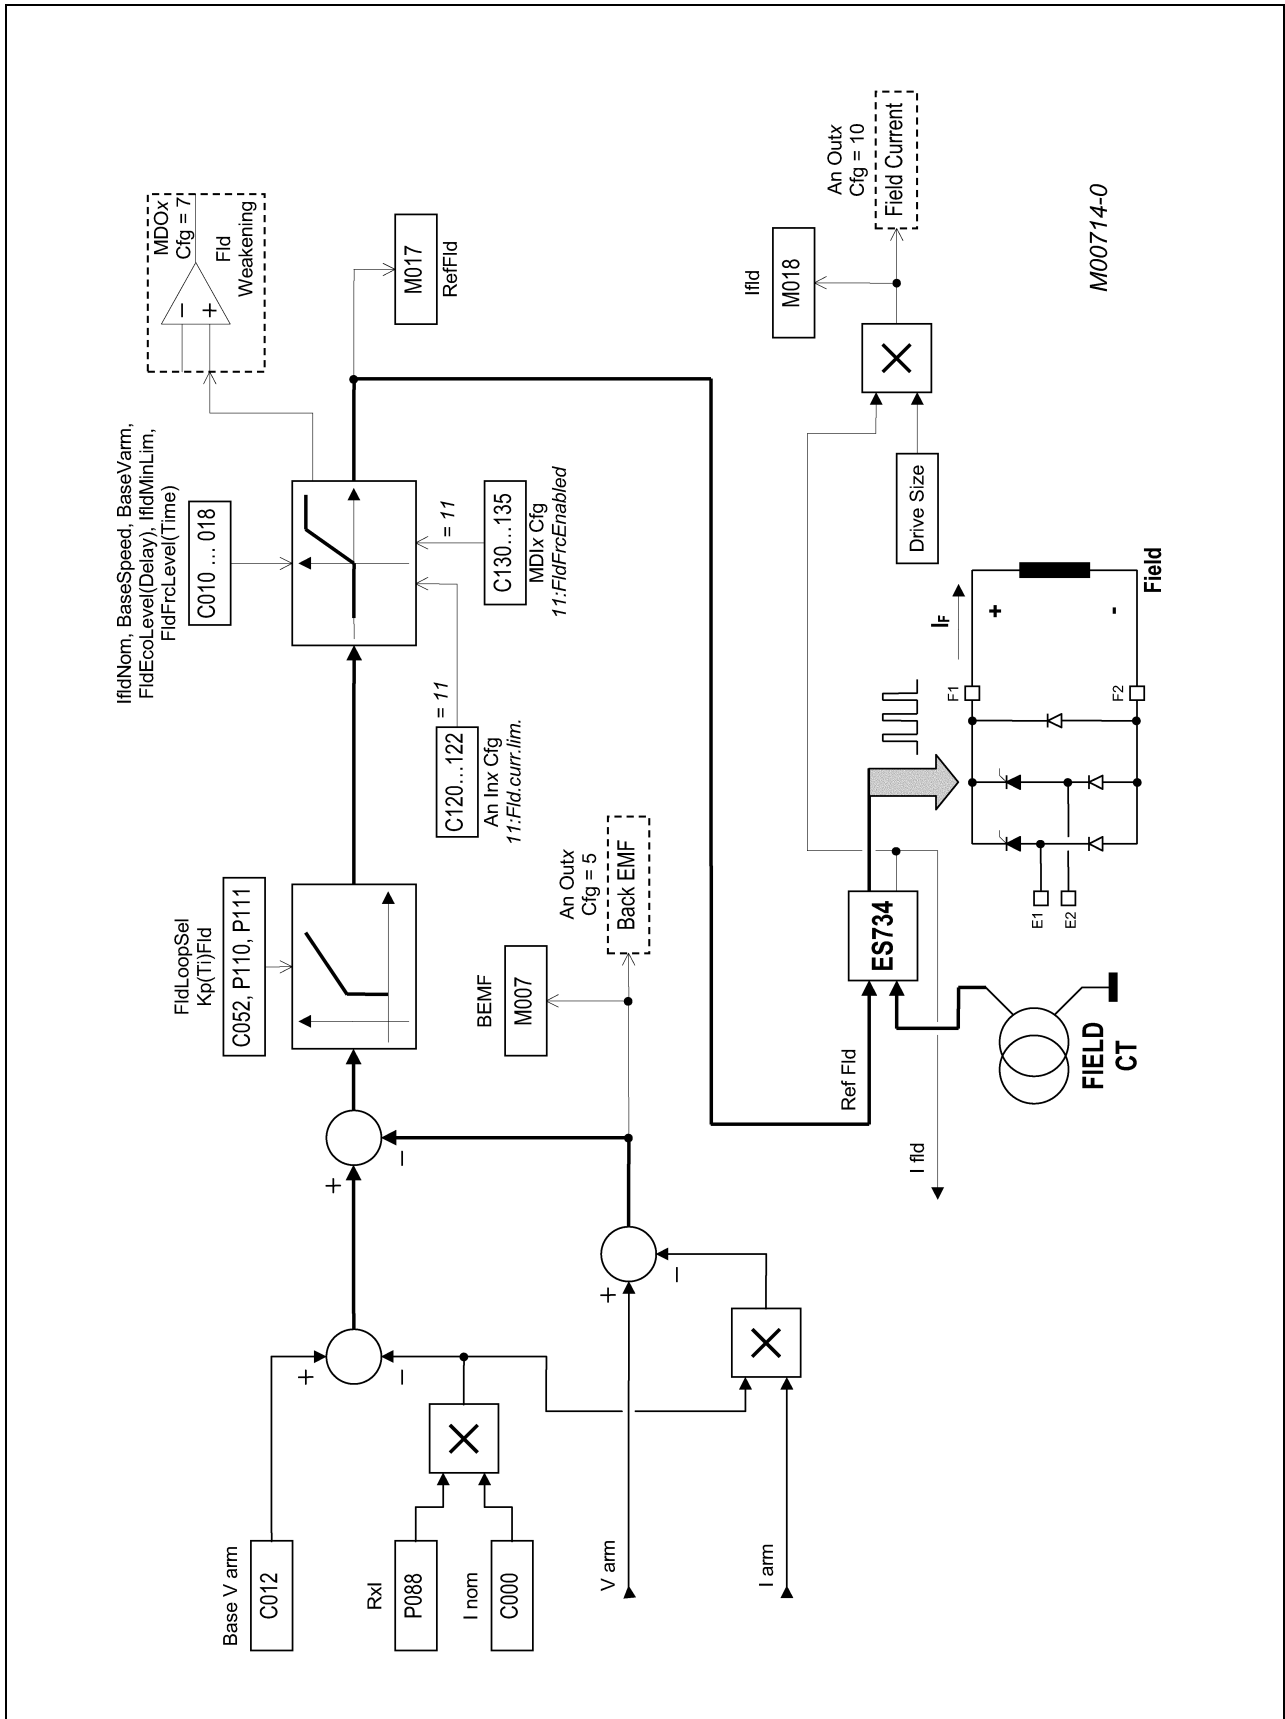 Base V arm
C012
+
−
RxI
P088
I nom
C000
V arm
I arm
+
−
+
−
FldLoopSel
Kp(Ti)Fld
C052, P110, P111
BEMF
M007
An Outx
Cfg = 5
Back EMF
IfldNom, BaseSpeed, BaseVarm,
FldEcoLevel(Delay), IfldMinLim,
FldFrcLevel(Time)
C010 ... 018
C120...122
An Inx Cfg
11:Fld.curr.lim.
= 11
C130...135
MDIx Cfg
11:FldFrcEnabled
= 11
MDOx
Cfg = 7
−
+
Fld
Weakening
M017
RefFld
Ref Fld
ES734
I fld
FIELD
CT
E1
E2
F1
F2
IF
+
-
Field
Drive Size
Ifld
M018
An Outx
Cfg = 10
Field Current
M00714-0